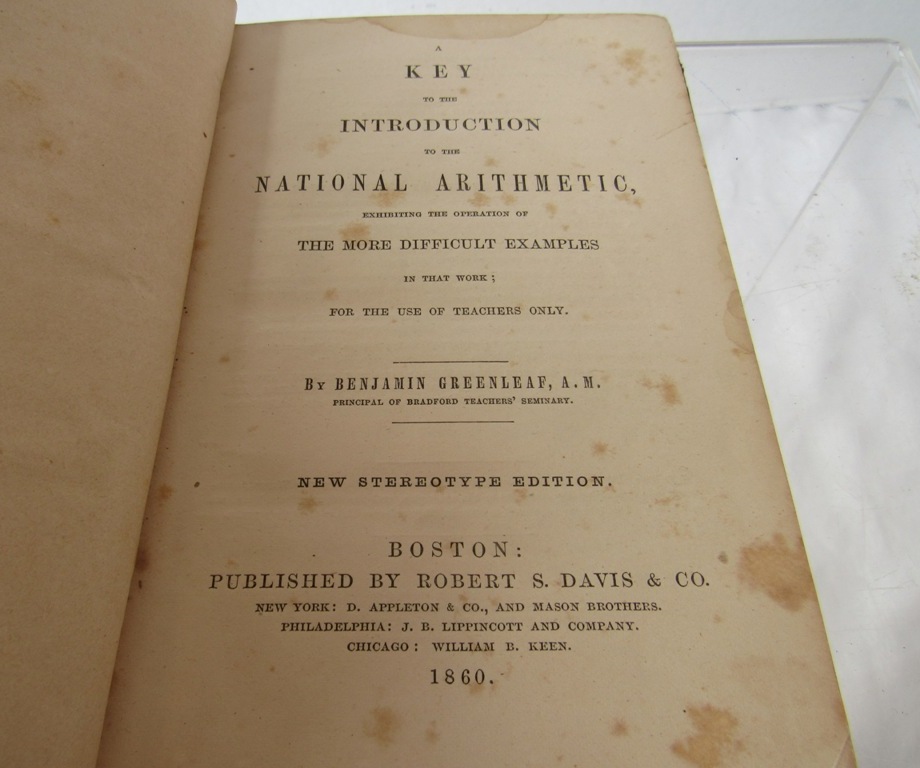 A
KEY
TO THE
INTRODUCTION
TO THE
NATIONAL ARITHMETIC,
EXHIBITING THE OPERATION OF
THE MORE DIFFICULT EXAMPLES
IN THAT WORK;
FOR THE USE OF TEACHERS ONLY.
By BENJAMIN GREENLEAF, A.M.
PRINCIPAL OF BRADFORD TEACHERS' SEMINARY.
NEW STEREOTYPE EDITION.
BOSTON:
PUBLISHED BY ROBERT S. DAVIS & CO.
NEW YORK: D. APPLETON & CO., AND MASON BROTHERS.
PHILADELPHIA: J. B. LIPPINCOTT AND COMPANY.
CHICAGO: WILLIAM B. KEEN.
1860.